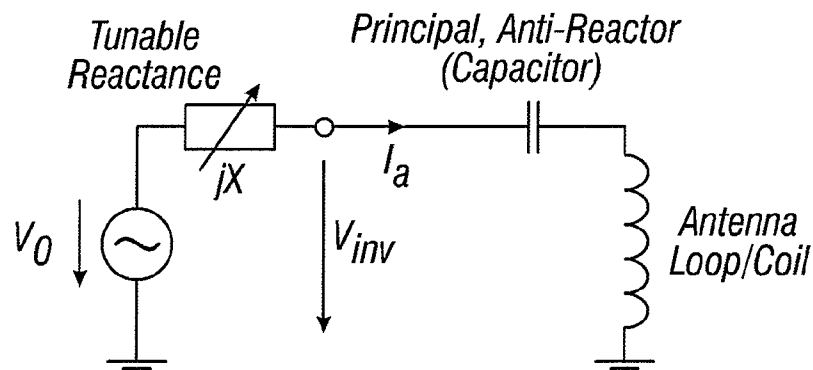 Tunable
Reactance
Principal, Anti-Reactor
(Capacitor)
jX
I_a
V_0
V_inv
Antenna
Loop/Coil